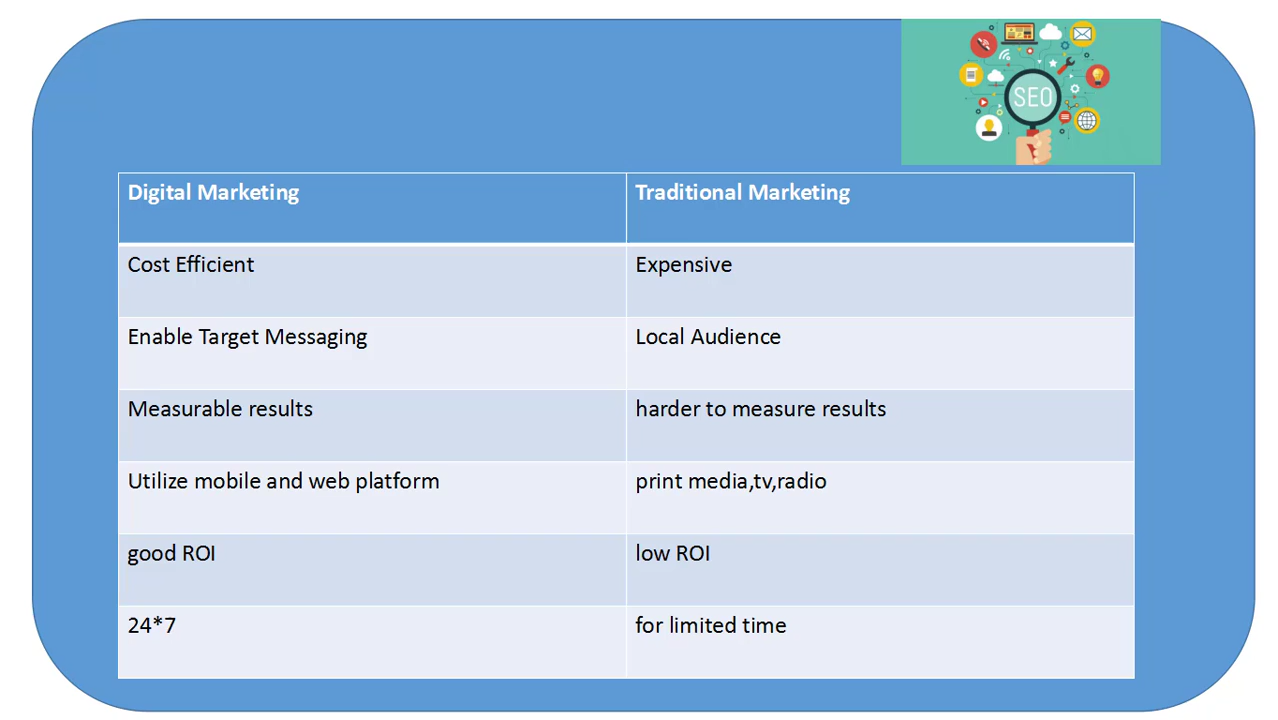 SEO
Digital Marketing
Traditional Marketing
Cost Efficient
Expensive
Enable Target Messaging
Local Audience
Measurable results
harder to measure results
Utilize mobile and web platform
print media,tv,radio
good ROI
low ROI
24*7
for limited time